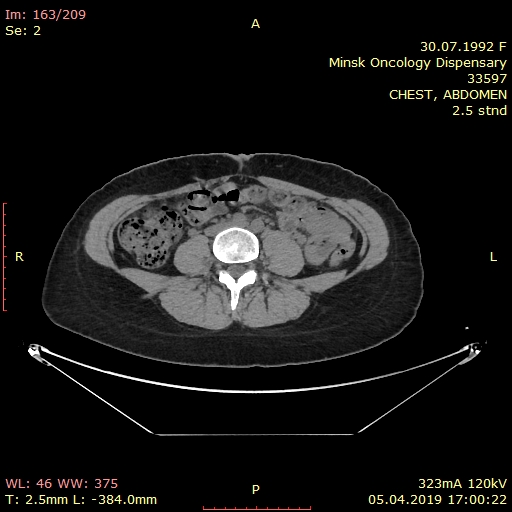 Im: 163/209
Se: 2
A
30.07.1992 F
Minsk Oncology Dispensary
33597
CHEST, ABDOMEN
2.5 stnd
R
L
WL: 46 WW: 375
T: 2.5mm L: -384.0mm
P
323mA 120kV
05.04.2019 17:00:22